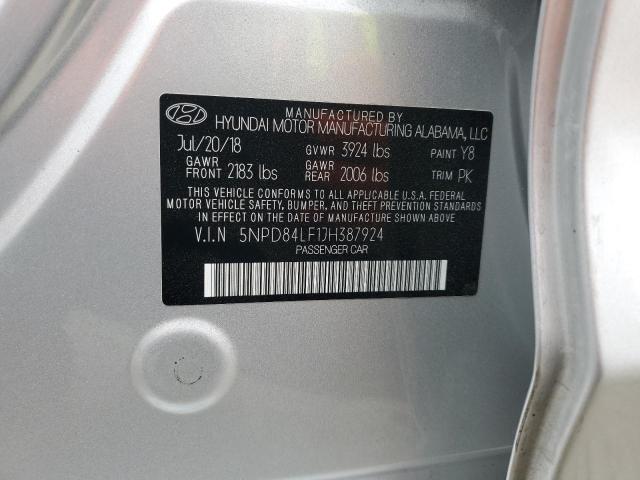 MANUFACTURED BY
HYUNDAI MOTOR MANUFACTURING ALABAMA, LLC
Jul/20/18 GVWR 3924 lbs PAINT Y8
GAWR FRONT 2183 lbs GAWR REAR 2006 lbs TRIM PK
THIS VEHICLE CONFORMS TO ALL APPLICABLE U.S.A. FEDERAL
MOTOR VEHICLE SAFETY, BUMPER, AND THEFT PREVENTION
STANDARDS IN EFFECT ON THE DATE OF MANUFACTURE SHOWN ABOVE.
V.I.N 5NPD84LF1JH387924
PASSENGER CAR